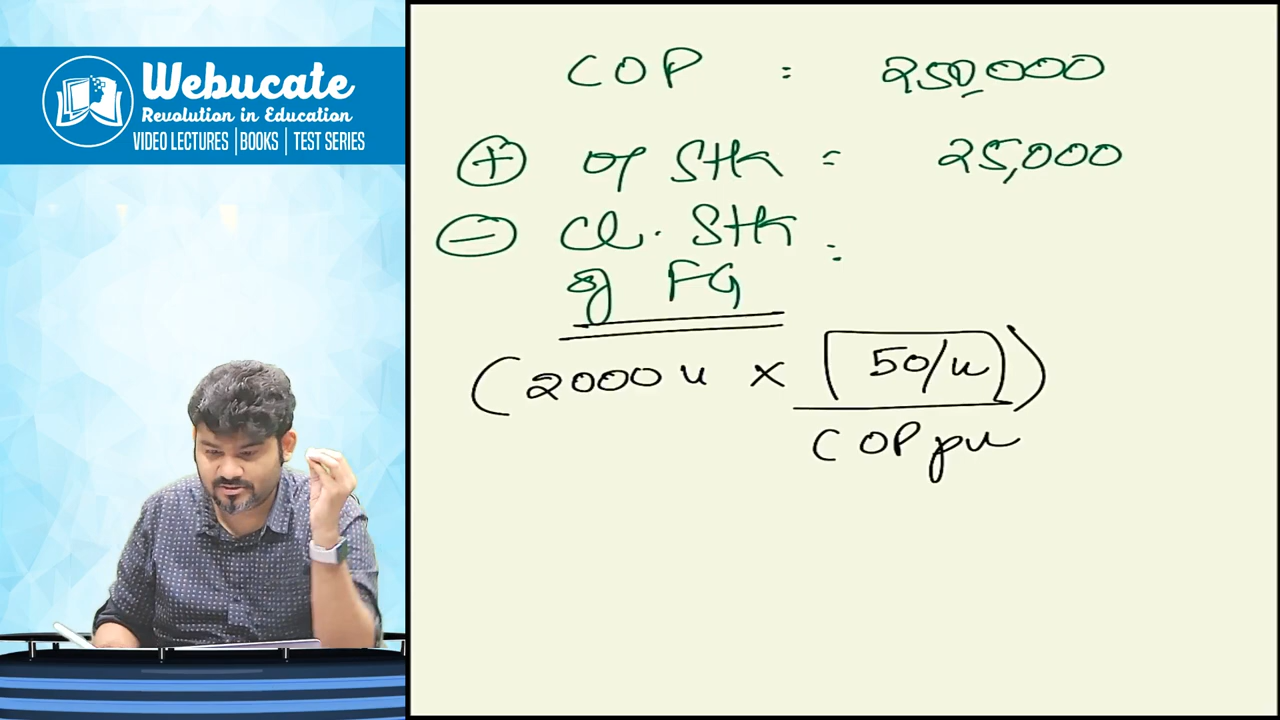 Webucate
Revolution in Education
VIDEO LECTURES | BOOKS | TEST SERIES
COP : 250,000
+ Op Stk = 25,000
- Cl. Stk :
of FG
(2000 u × 50/u)
COP pu